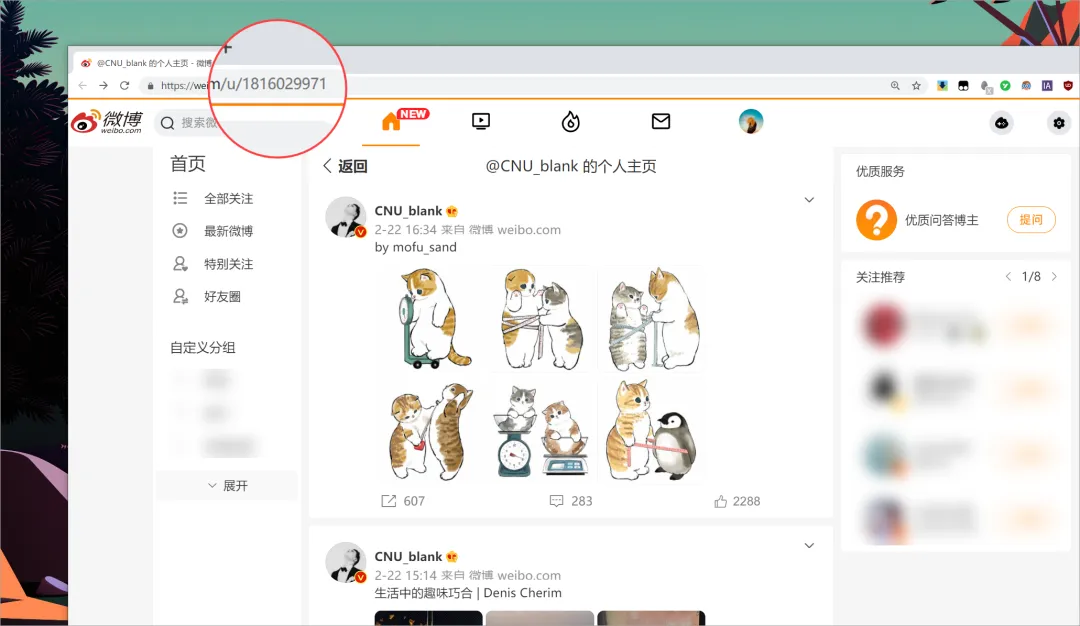 @CNU_blank 的个人主页 - 微博
https://wei
m/u/1816029971
IA
微博
weibo.com
搜索微
NEW
首页
全部关注
最新微博
特别关注
好友圈
自定义分组
展开
返回
@CNU_blank 的个人主页
CNU_blank
2-22 16:34 来自 微博 weibo.com
by mofu_sand
607
283
2288
CNU_blank
2-22 15:14 来自 微博 weibo.com
生活中的趣味巧合 | Denis Cherim
优质服务
优质问答博主
提问
关注推荐
1/8